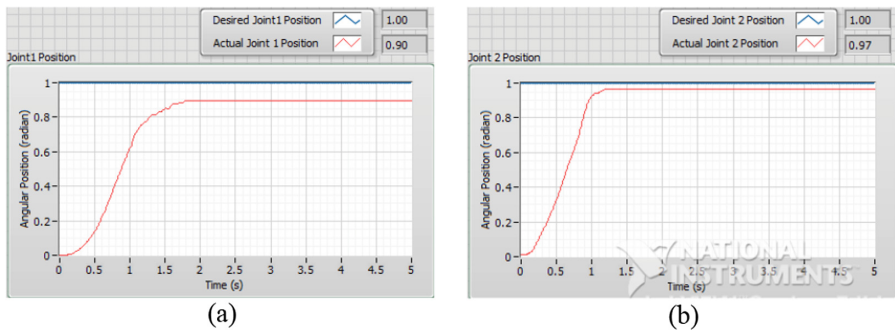 Desired Joint1 Position 1.00
Actual Joint 1 Position 0.90
Joint1 Position
Angular Position (radian)
1
0.8
0.6
0.4
0.2
0
0 0.5 1 1.5 2 2.5 3 3.5 4 4.5 5
Time (s)
(a)
Desired Joint 2 Position 1.00
Actual Joint 2 Position 0.97
Joint 2 Position
Angular Position (radian)
1
0.8
0.6
0.4
0.2
0
0 0.5 1 1.5 2 2.5 3 3.5 4 4.5 5
Time (s)
NATIONAL
INSTRUMENTS
(b)